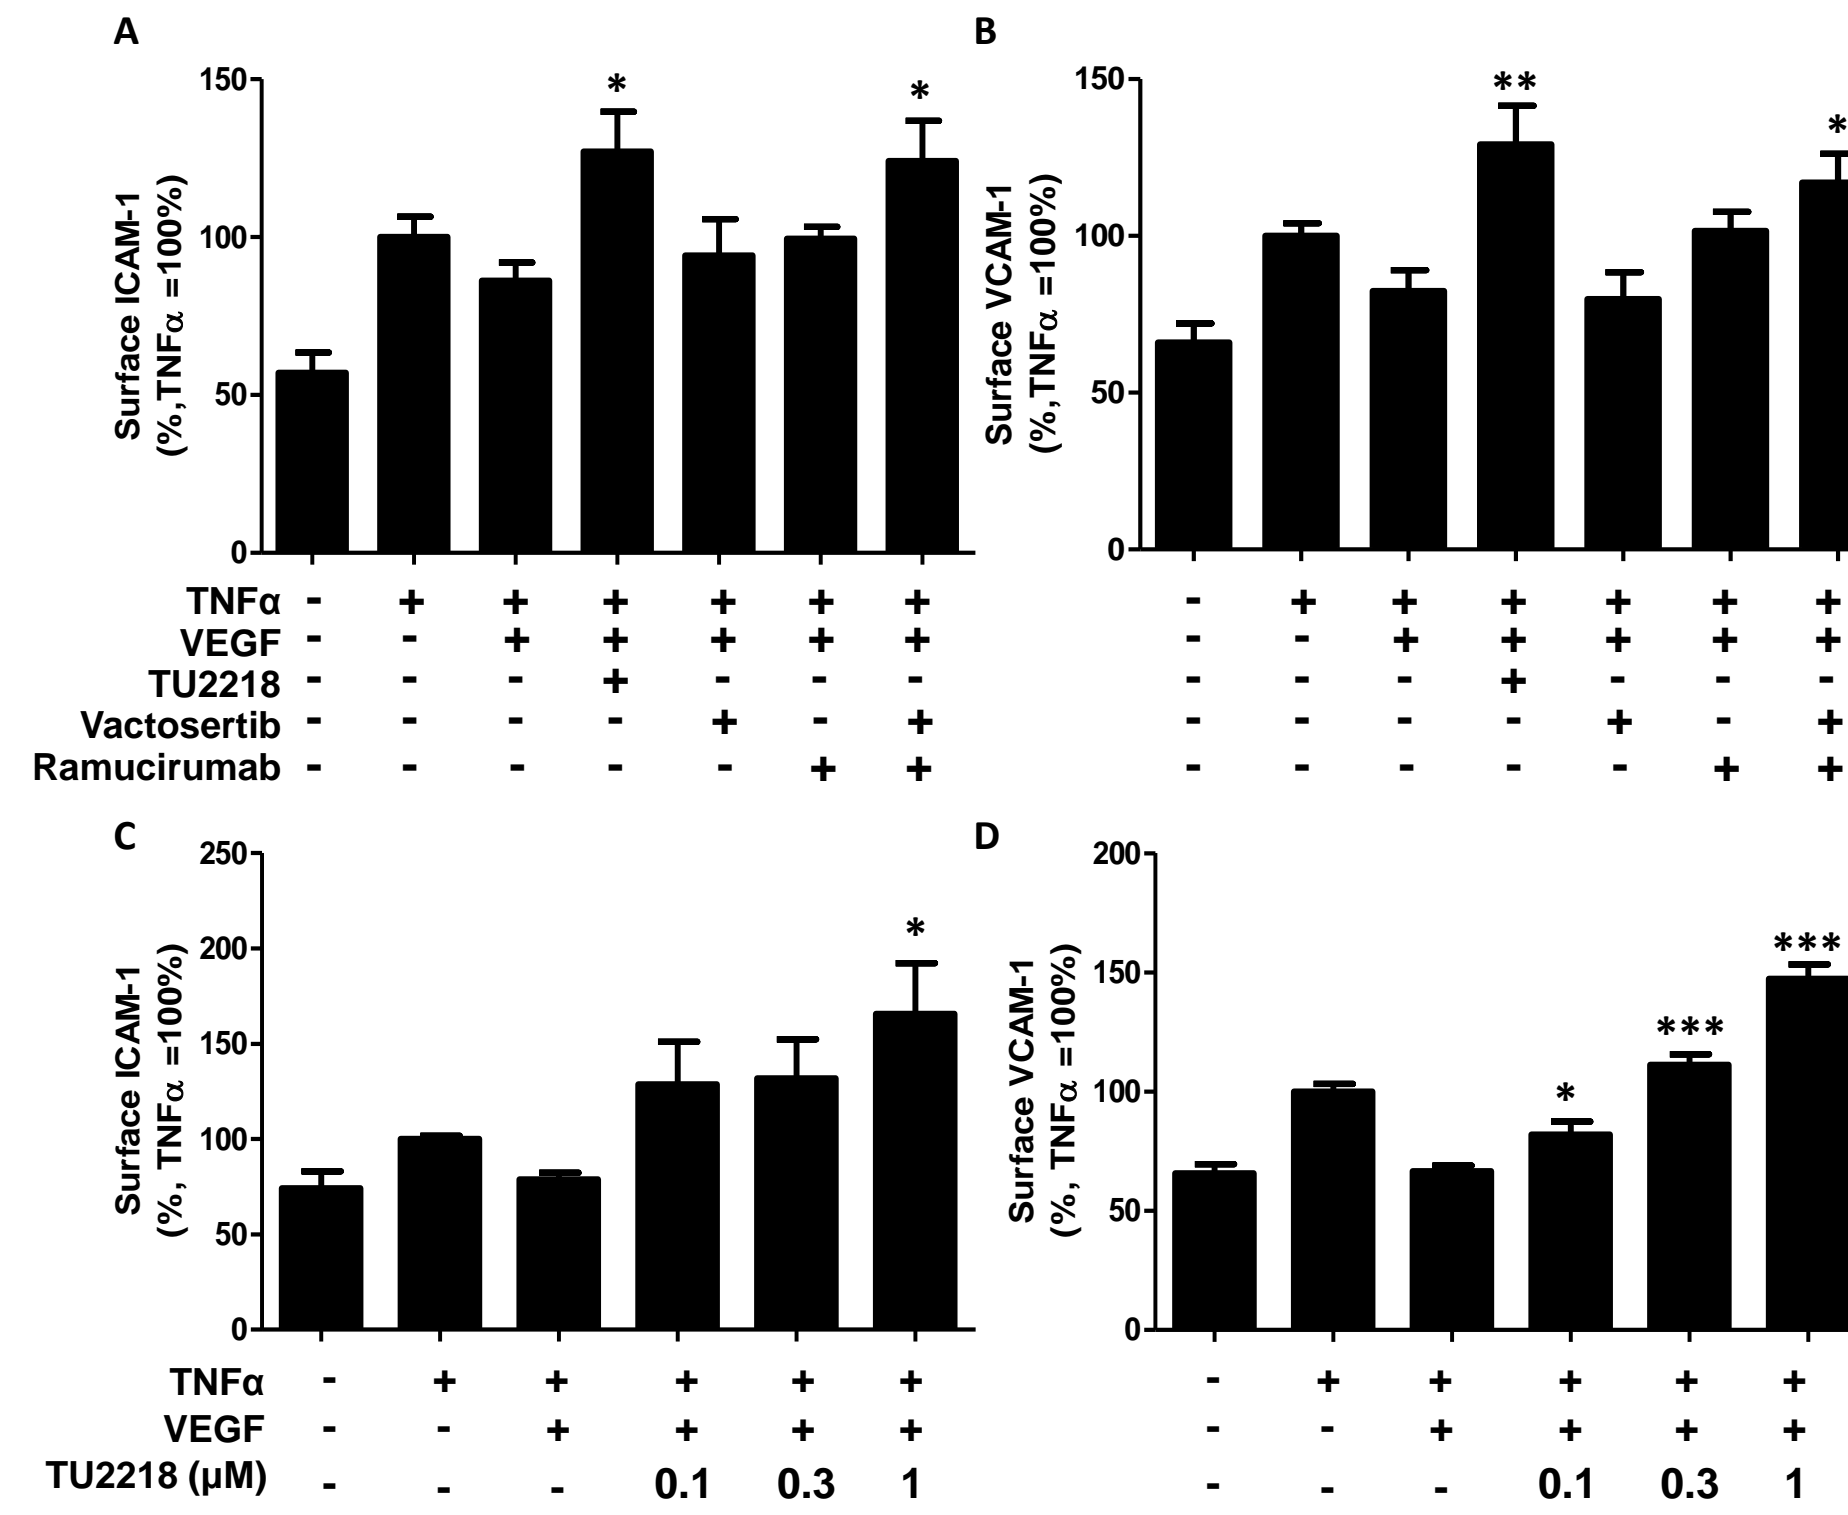 A
150
100
50
0
Surface ICAM-1
(%,TNFα =100%)
* *
B
150
100
50
0
Surface VCAM-1
(%,TNFα =100%)
** *
TNFα - + + + + + + - + + + + + +
VEGF - - + + + + + - - + + + + +
TU2218 - - - + - - - - - - + - - -
Vactosertib - - - - + - + - - - - + - +
Ramucirumab - - - - - + + - - - - - + +
C
250
200
150
100
50
0
Surface ICAM-1
(%, TNFα =100%)
*
D
200
150
100
50
0
Surface VCAM-1
(%, TNFα =100%)
* *** ***
TNFα - + + + + + - + + + + +
VEGF - - + + + + - - + + + +
TU2218 (μM) - - - 0.1 0.3 1 - - - 0.1 0.3 1